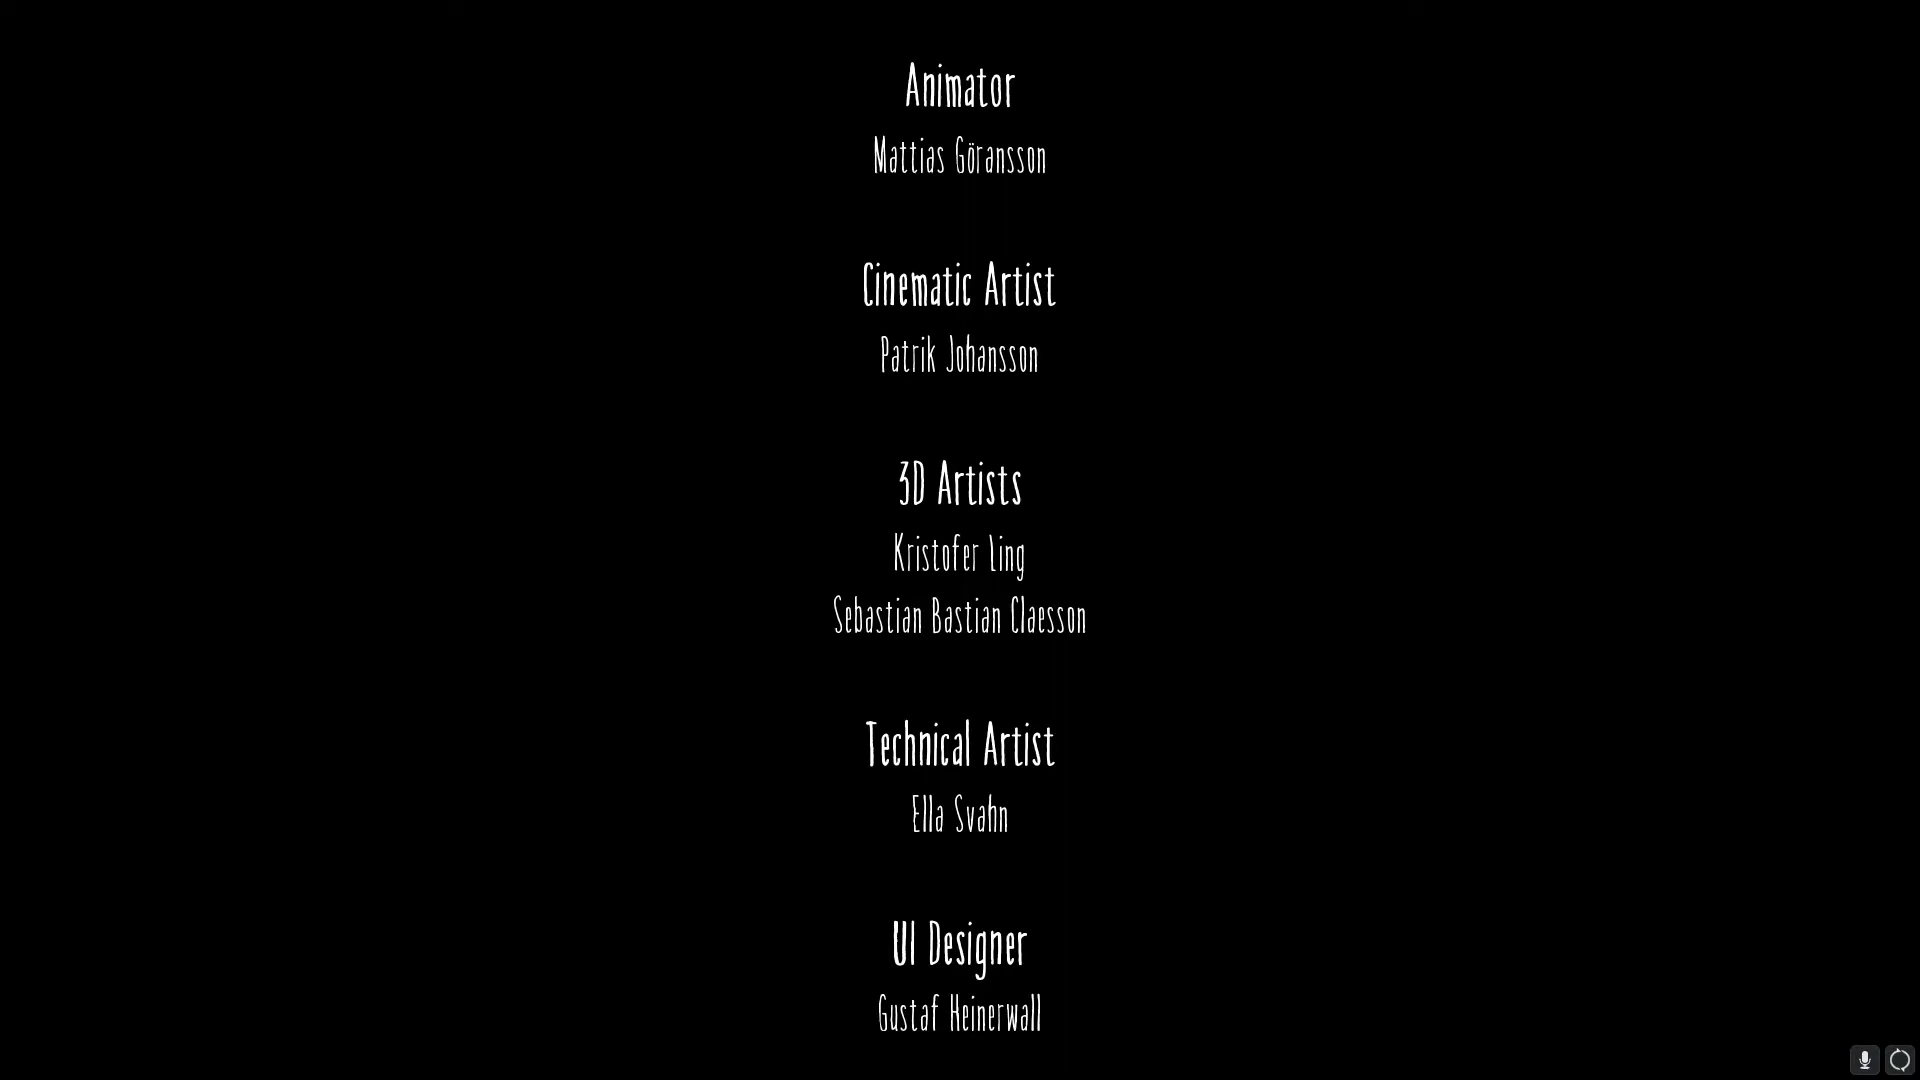 Animator
Mattias Göransson
Cinematic Artist
Patrik Johansson
3D Artists
Kristofer Ling
Sebastian Bastian Claesson
Technical Artist
Ella Svahn
UI Designer
Gustaf Heinerwall